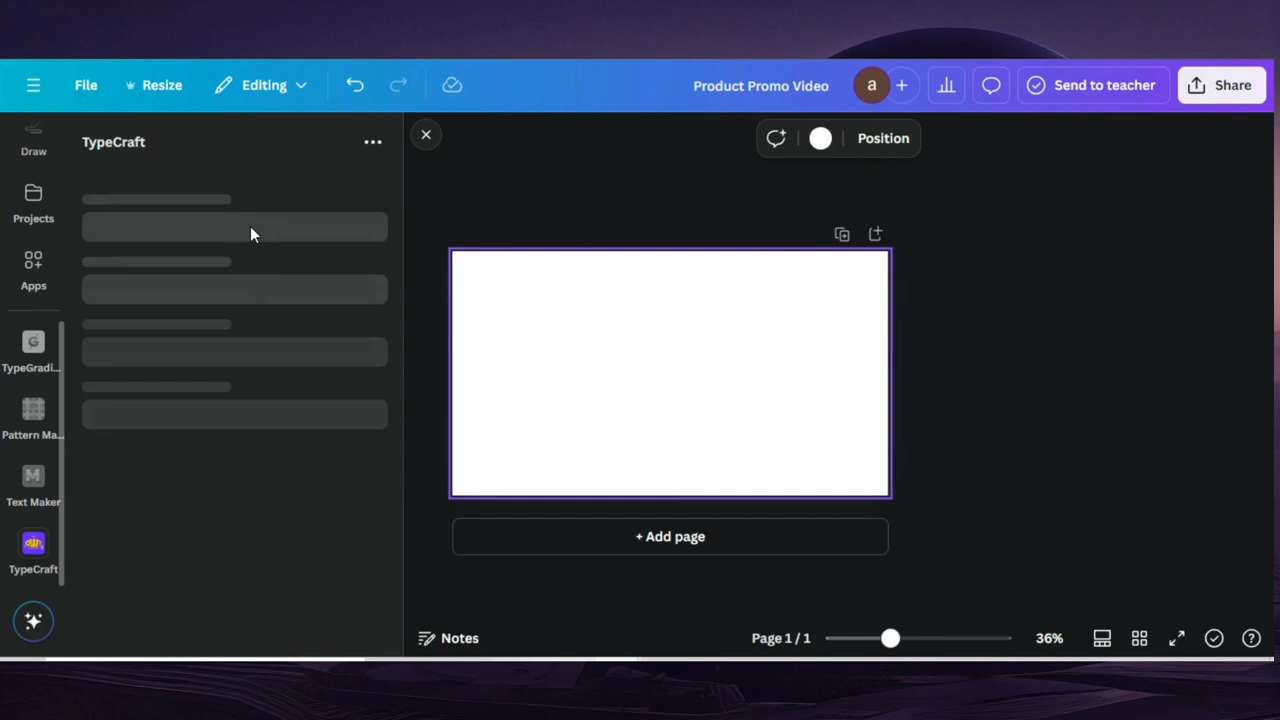 File
Resize
Editing
Product Promo Video
a
Send to teacher
Share
Draw
TypeCraft
Position
Projects
Apps
TypeGradi...
Pattern Ma...
Text Maker
TypeCraft
+ Add page
Notes
Page 1 / 1
36%